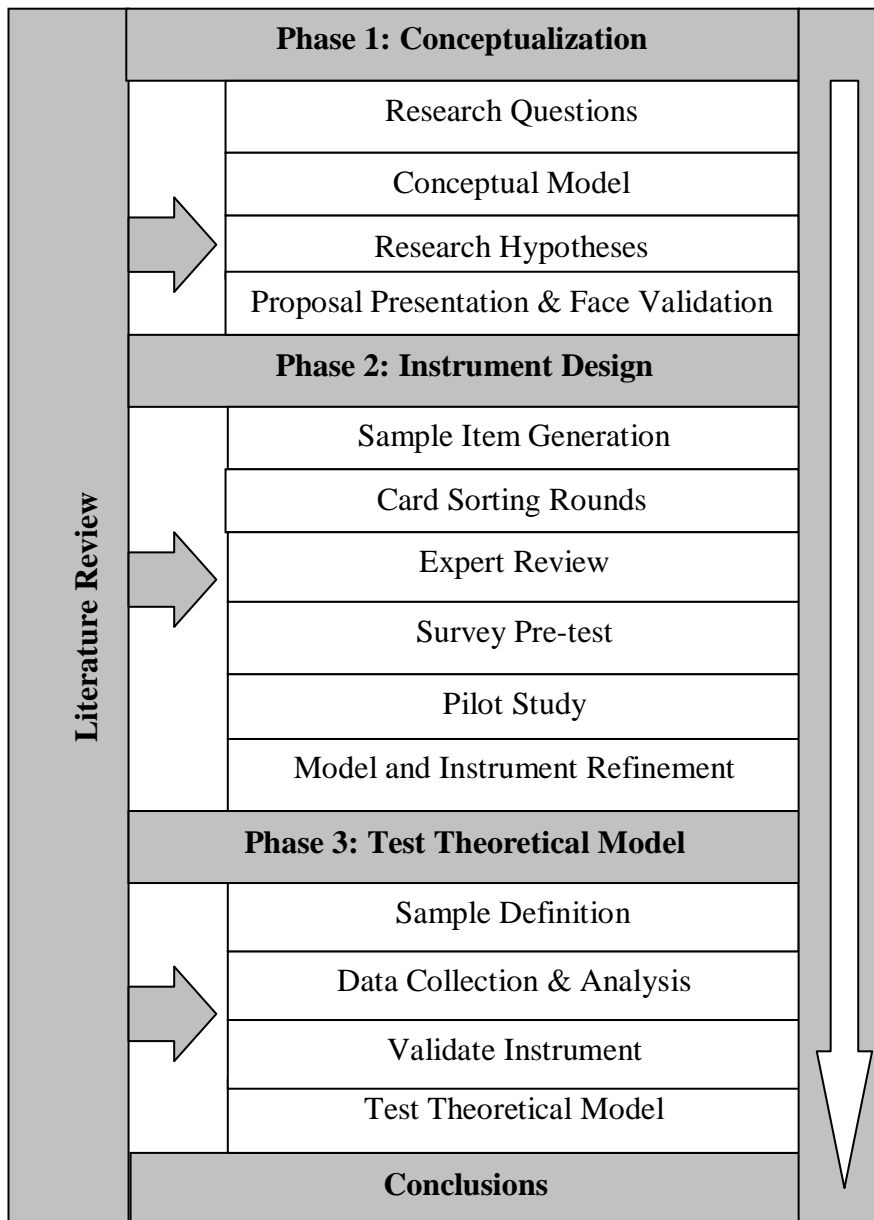 Phase 1: Conceptualization
Research Questions
Conceptual Model
Research Hypotheses
Proposal Presentation & Face Validation
Phase 2: Instrument Design
Sample Item Generation
Card Sorting Rounds
Expert Review
Survey Pre-test
Pilot Study
Model and Instrument Refinement
Phase 3: Test Theoretical Model
Sample Definition
Data Collection & Analysis
Validate Instrument
Test Theoretical Model
Conclusions
Literature Review